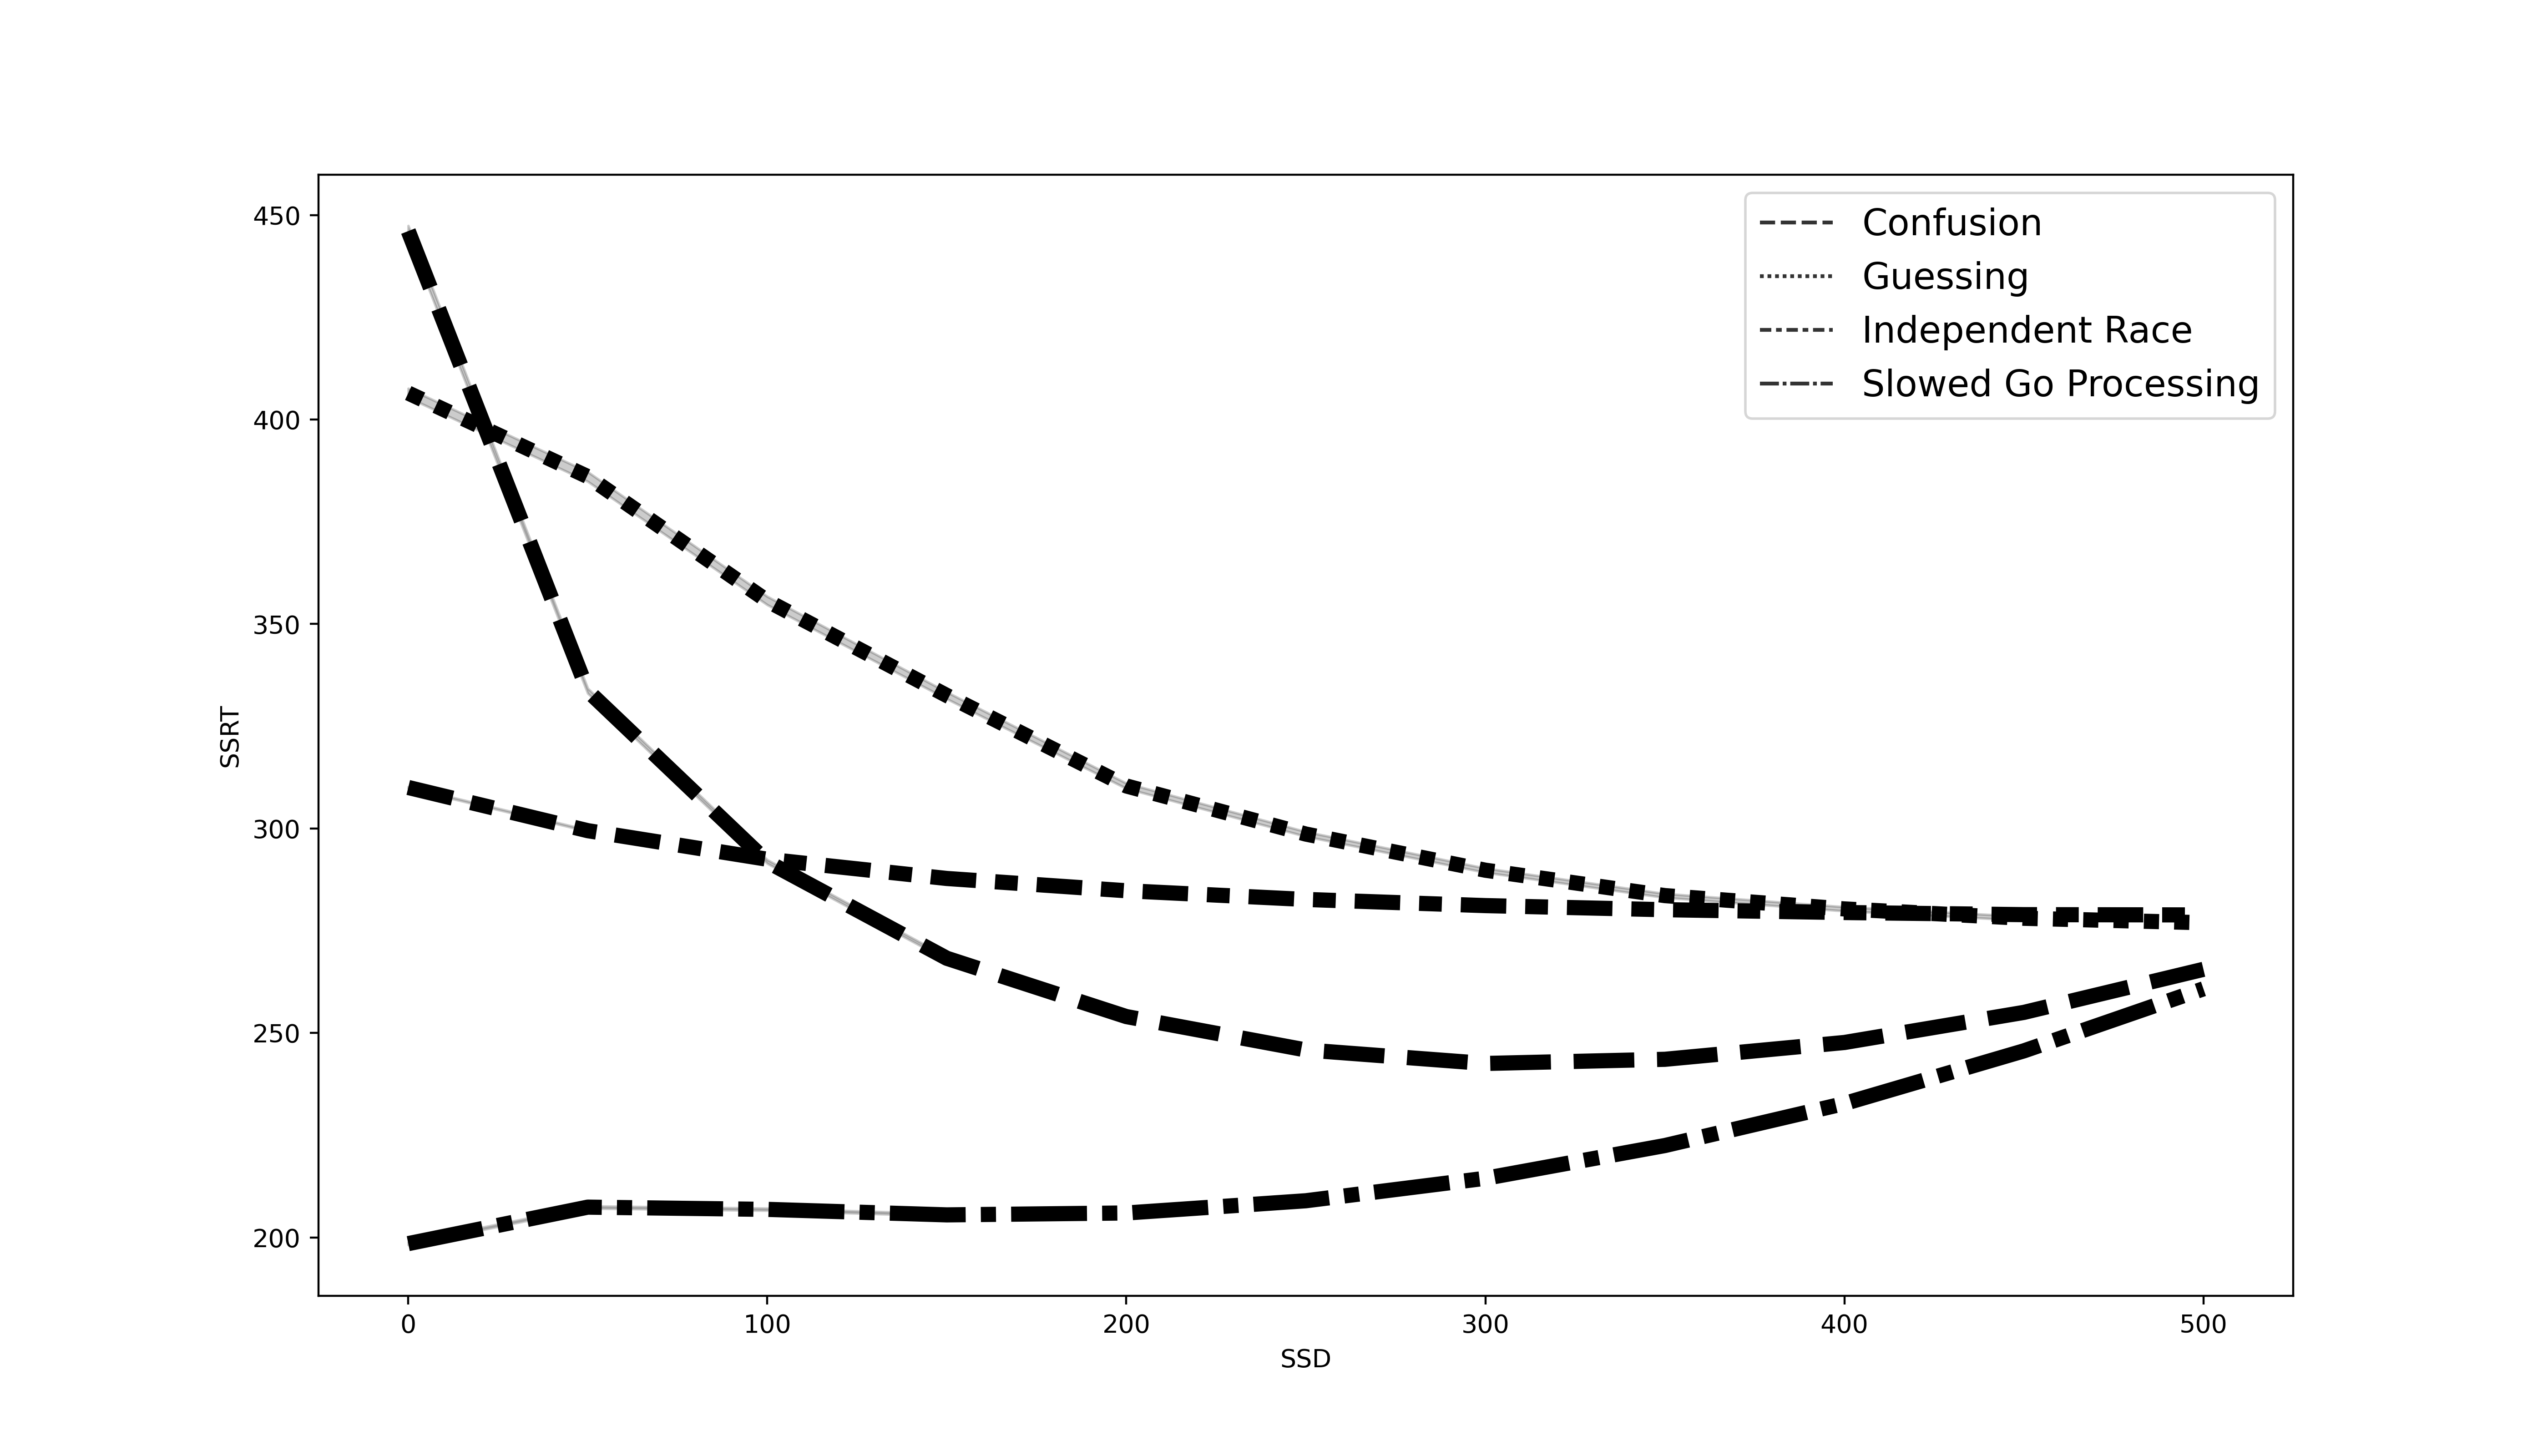 450
400
350
300
250
200
SSRT
0 100 200 300 400 500
SSD
Confusion
Guessing
Independent Race
Slowed Go Processing